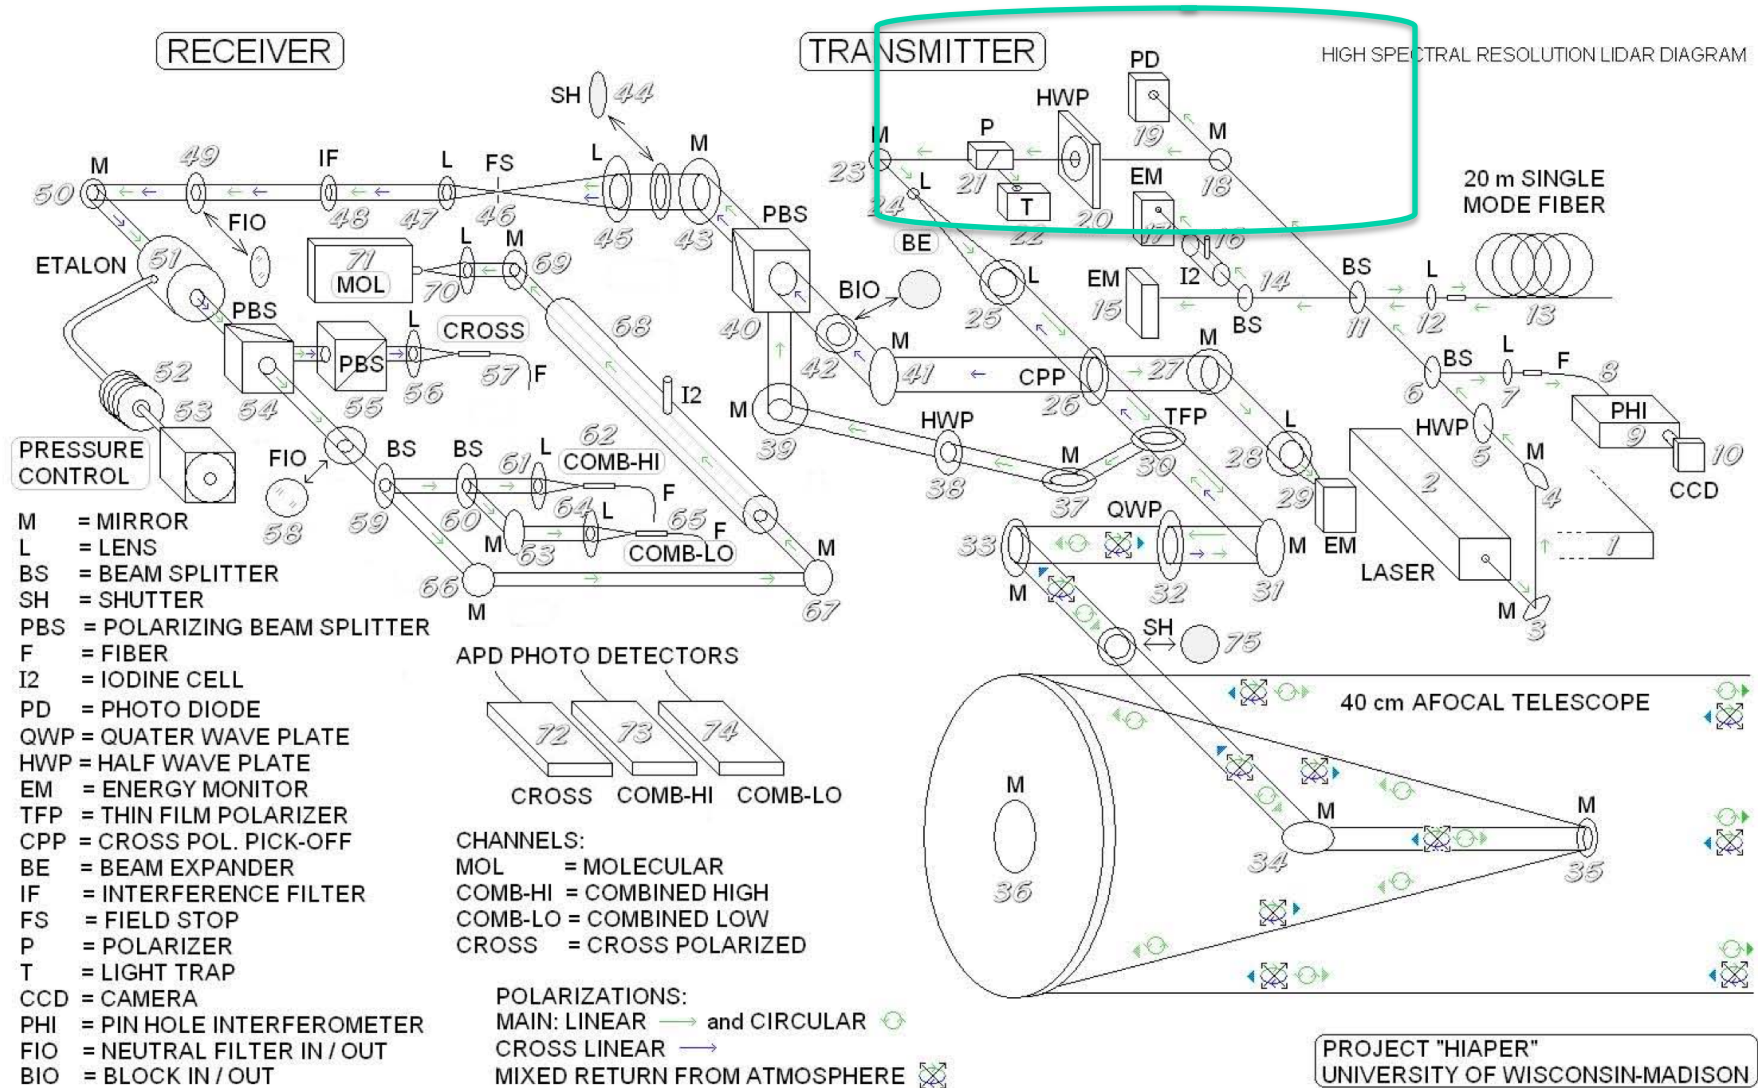 RECEIVER
TRANSMITTER
HIGH SPECTRAL RESOLUTION LIDAR DIAGRAM
PD
SH 44
HWP
19
M
49
IF
L
FS
L
M
M
P
M
50
48
47
46
45
43
23
21
20
18
FIO
24
L
T
22
EM
17
16
20 m SINGLE
MODE FIBER
PBS
BE
I2
14
ETALON
51
71
MOL
L
M
69
70
BIO
L
EM
15
BS
BS
L
11
12
13
PBS
L
CROSS
68
40
25
42
M
41
CPP
27
M
BS
L
F
8
PBS
57
F
6
7
52
54
55
56
I2
M
26
TFP
HWP
PHI
9
53
39
HWP
L
5
M
10
PRESSURE
CONTROL
FIO
BS
BS
61
L
62
COMB-HI
F
M
30
28
2
4
CCD
58
59
60
64
L
65
F
38
37
29
M
63
COMB-LO
M
QWP
33
M
EM
1
66
M
67
M
32
31
LASER
M
3
SH
75
M = MIRROR
L = LENS
BS = BEAM SPLITTER
SH = SHUTTER
PBS = POLARIZING BEAM SPLITTER
F = FIBER
I2 = IODINE CELL
PD = PHOTO DIODE
QWP = QUATER WAVE PLATE
HWP = HALF WAVE PLATE
EM = ENERGY MONITOR
TFP = THIN FILM POLARIZER
CPP = CROSS POL. PICK-OFF
BE = BEAM EXPANDER
IF = INTERFERENCE FILTER
FS = FIELD STOP
P = POLARIZER
T = LIGHT TRAP
CCD = CAMERA
PHI = PIN HOLE INTERFEROMETER
FIO = NEUTRAL FILTER IN / OUT
BIO = BLOCK IN / OUT
APD PHOTO DETECTORS
72
73
74
CROSS
COMB-HI
COMB-LO
CHANNELS:
MOL = MOLECULAR
COMB-HI = COMBINED HIGH
COMB-LO = COMBINED LOW
CROSS = CROSS POLARIZED
POLARIZATIONS:
MAIN: LINEAR and CIRCULAR
CROSS LINEAR
MIXED RETURN FROM ATMOSPHERE
40 cm AFOCAL TELESCOPE
M
36
M
34
M
35
PROJECT "HIAPER"
UNIVERSITY OF WISCONSIN-MADISON